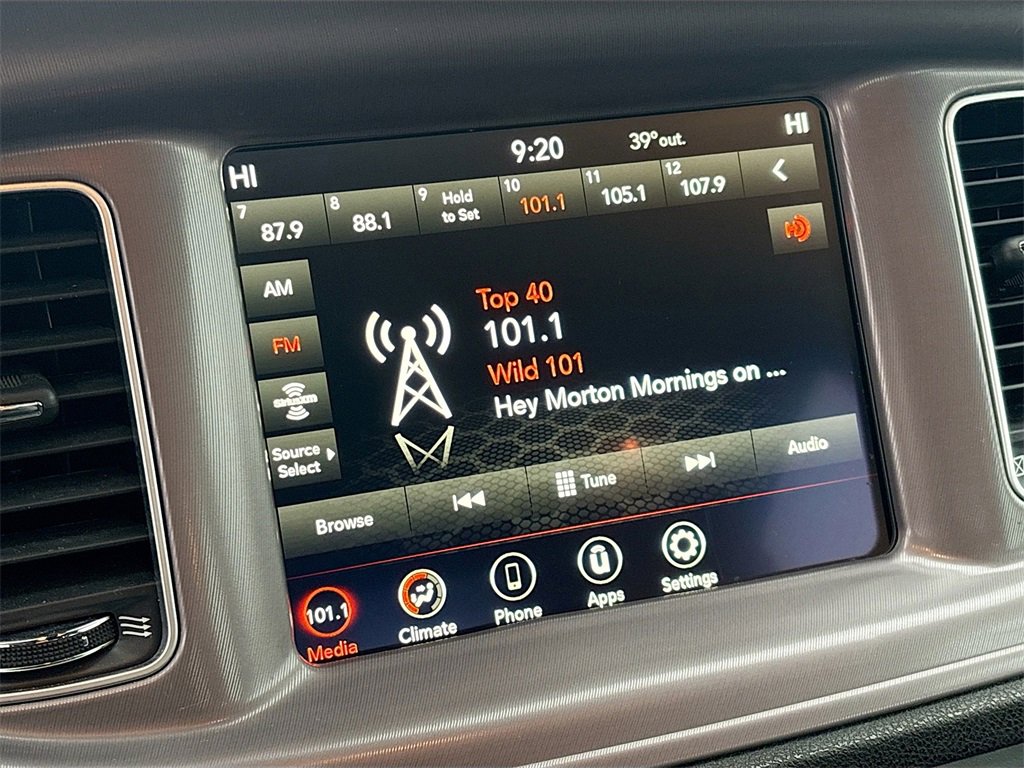 HI 9:20 39° out. HI
7 87.9 8 88.1 9 Hold to Set 10 101.1 11 105.1 12 107.9
HD
AM
FM
SiriusXM
Source
Select
Top 40
101.1
Wild 101
Hey Morton Mornings on ...
Browse Tune Audio
101.1
Media Climate Phone Apps Settings